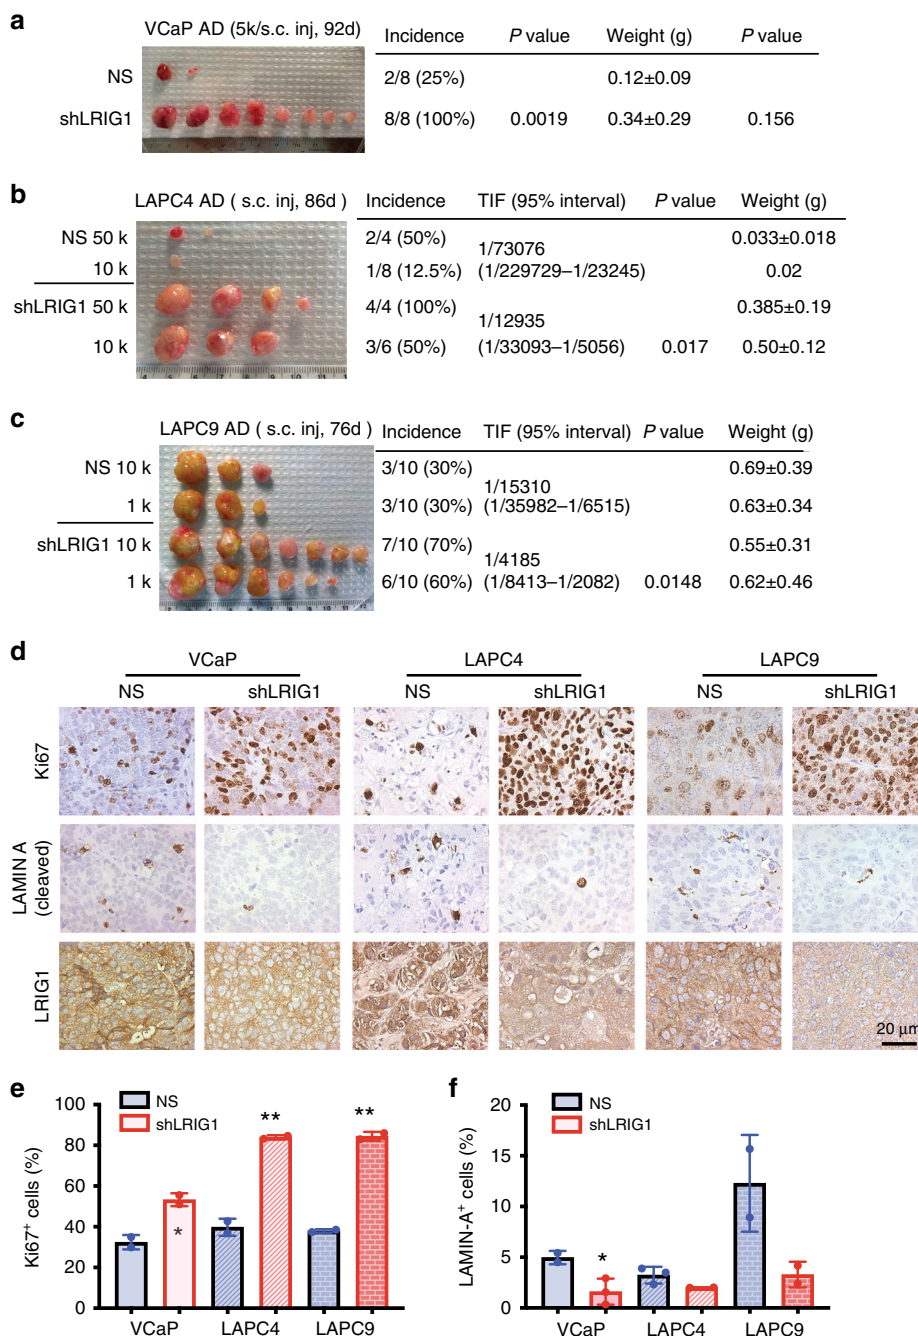 a
VCaP AD (5k/s.c. inj, 92d)
Incidence P value Weight (g) P value
NS 2/8 (25%) 0.12±0.09
shLRIG1 8/8 (100%) 0.0019 0.34±0.29 0.156
b
LAPC4 AD ( s.c. inj, 86d) Incidence TIF (95% interval) P value Weight (g)
NS 50 k 2/4 (50%) 0.033±0.018
1/73076
10 k 1/8 (12.5%) (1/229729–1/23245) 0.02
shLRIG1 50 k 4/4 (100%) 0.385±0.19
1/12935
10 k 3/6 (50%) (1/33093–1/5056) 0.017 0.50±0.12
c
LAPC9 AD ( s.c. inj, 76d ) Incidence TIF (95% interval) P value Weight (g)
NS 10 k 3/10 (30%) 0.69±0.39
1/15310
1 k 3/10 (30%) (1/35982–1/6515) 0.63±0.34
shLRIG1 10 k 7/10 (70%) 0.55±0.31
1/4185
1 k 6/10 (60%) (1/8413–1/2082) 0.0148 0.62±0.46
d
VCaP LAPC4 LAPC9
NS shLRIG1 NS shLRIG1 NS shLRIG1
Ki67
LAMIN A
(cleaved)
LRIG1
20 µm
e
NS
shLRIG1
Ki67+ cells (%)
100
80
60
40
20
0
* ** **
VCaP LAPC4 LAPC9
f
NS
shLRIG1
LAMIN-A+ cells (%)
20
15
10
5
0
*
VCaP LAPC4 LAPC9